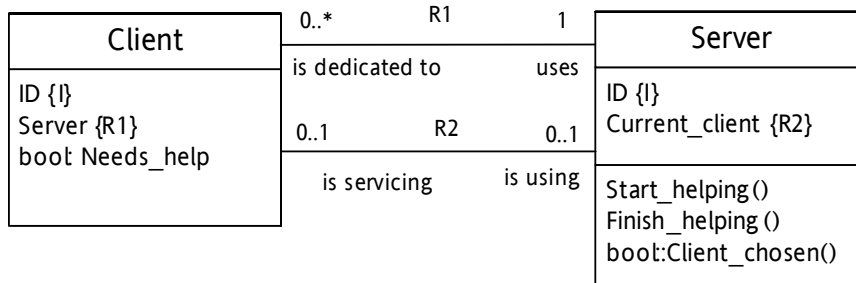 Client
ID {I}
Server {R1}
bool: Needs_help
0..* R1 1
is dedicated to uses
0..1 R2 0..1
is servicing is using
Server
ID {I}
Current_client {R2}
Start_helping()
Finish_helping()
bool::Client_chosen()